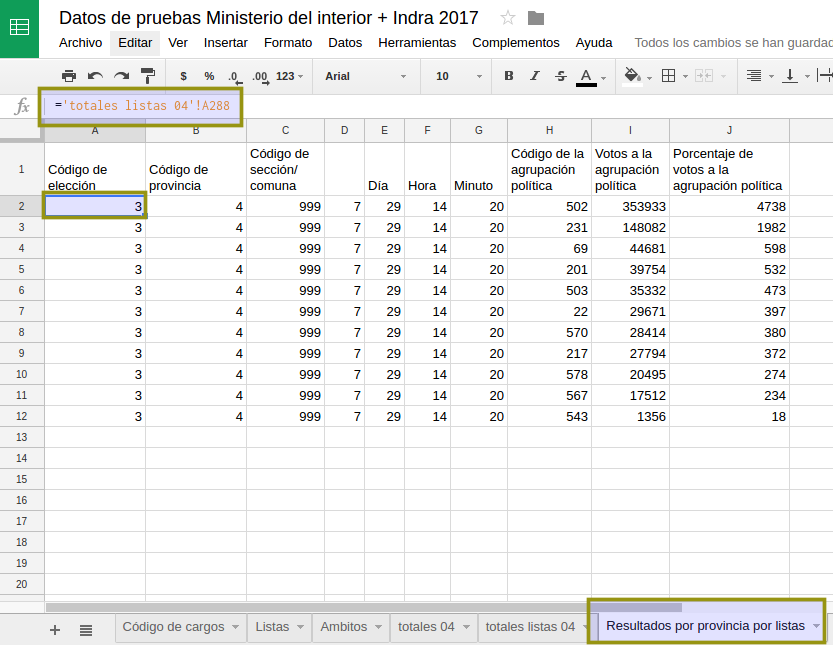 Datos de pruebas Ministerio del interior + Indra 2017
Archivo Editar Ver Insertar Formato Datos Herramientas Complementos Ayuda Todos los cambios se han guardad
$ % .0 .00 123 Arial 10 B I S A
fx ='totales listas 04'!A288
A B C D E F G H I J
1 Código de elección Código de provincia Código de sección/ comuna Día Hora Minuto Código de la agrupación política Votos a la agrupación política Porcentaje de votos a la agrupación política
2 3 4 999 7 29 14 20 502 353933 4738
3 3 4 999 7 29 14 20 231 148082 1982
4 3 4 999 7 29 14 20 69 44681 598
5 3 4 999 7 29 14 20 201 39754 532
6 3 4 999 7 29 14 20 503 35332 473
7 3 4 999 7 29 14 20 22 29671 397
8 3 4 999 7 29 14 20 570 28414 380
9 3 4 999 7 29 14 20 217 27794 372
10 3 4 999 7 29 14 20 578 20495 274
11 3 4 999 7 29 14 20 567 17512 234
12 3 4 999 7 29 14 20 543 1356 18
13
14
15
16
17
18
19
20
+ Código de cargos Listas Ambitos totales 04 totales listas 04 Resultados por provincia por listas